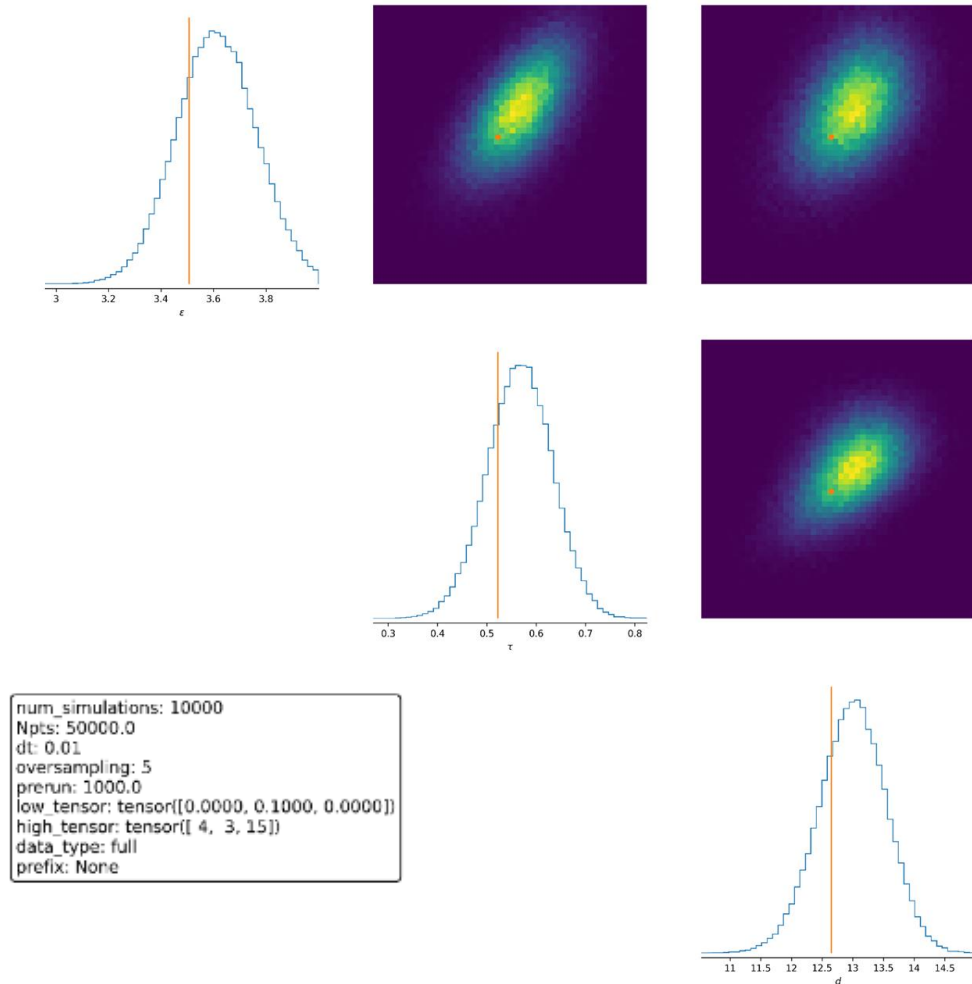 3 3.2 3.4 3.6 3.8
ε
0.3 0.4 0.5 0.6 0.7 0.8
τ
num_simulations: 10000
Npts: 50000.0
dt: 0.01
oversampling: 5
prerun: 1000.0
low_tensor: tensor([0.0000, 0.1000, 0.0000])
high_tensor: tensor([ 4, 3, 15])
data_type: full
prefix: None
11 11.5 12 12.5 13 13.5 14 14.5
d